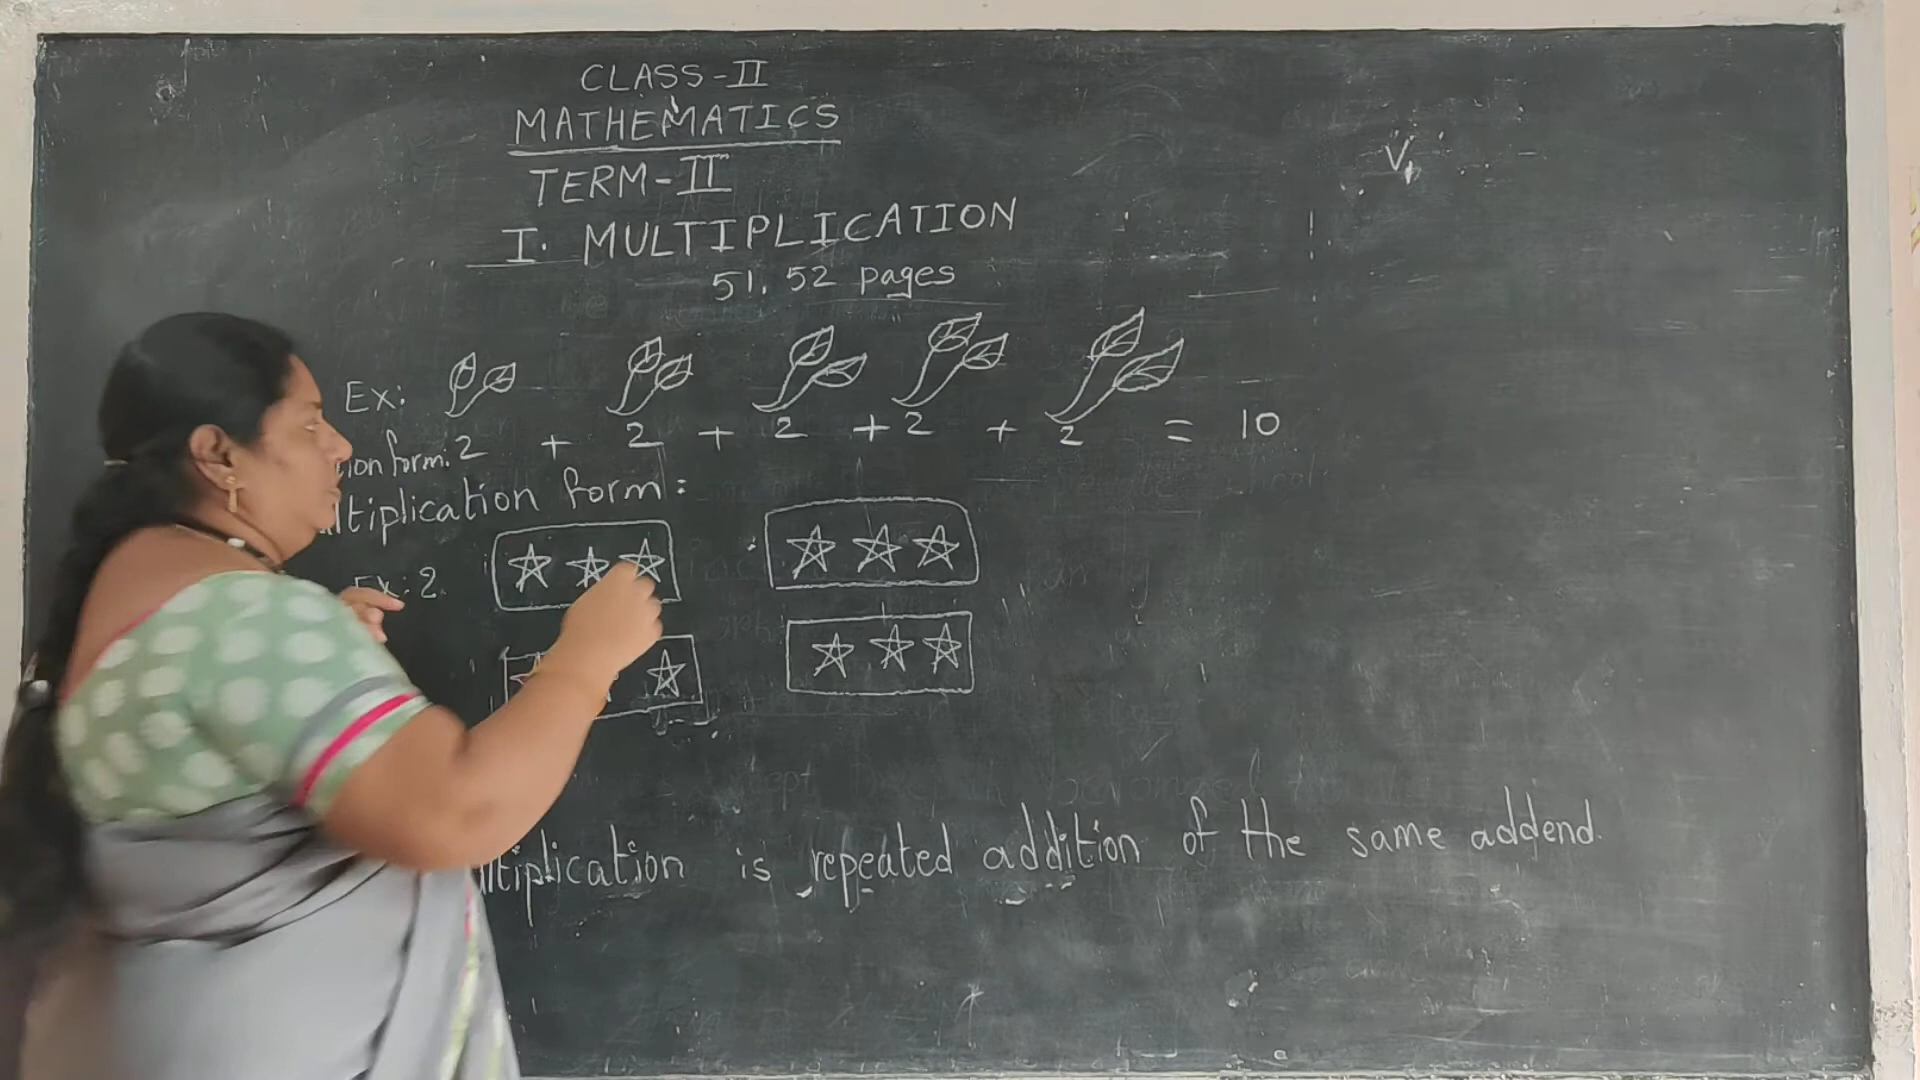 CLASS-II
MATHEMATICS
TERM-II
I. MULTIPLICATION
51, 52 pages
Ex:
ion form: 2 + 2 + 2 + 2 + 2 = 10
ltiplication form:
Ex: 2
ltiplication is repeated addition of the same addend.